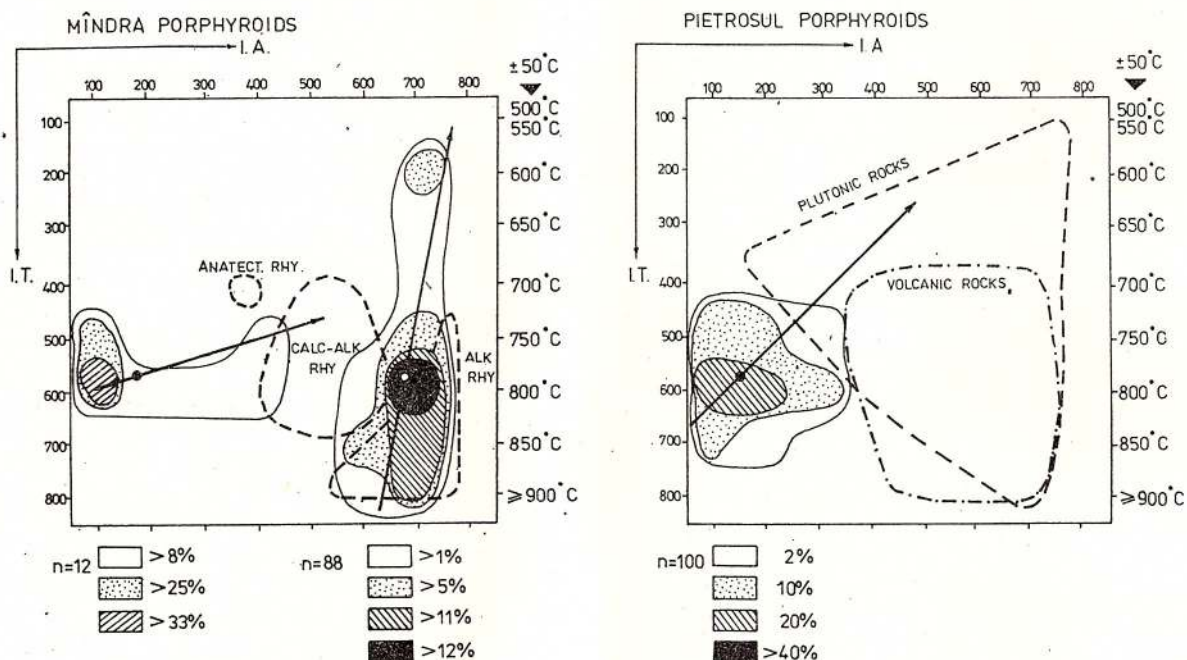 MÎNDRA PORPHYROIDS
I.A.
±50°C
100 200 300 400 500 600 700 800
500°C
100
550°C
200
600°C
300
650°C
I.T.
ANATECT. RHY.
400
700°C
500
750°C
CALC-ALK
RHY
ALK
RHY
600
800°C
700
850°C
800
≥900°C
n=12
>8%
>25%
>33%
n=88
>1%
>5%
>11%
>12%
PIETROSUL PORPHYROIDS
I.A
±50°C
100 200 300 400 500 600 700 800
500°C
100
550°C
PLUTONIC ROCKS
200
600°C
300
650°C
I.T.
400
VOLCANIC ROCKS
700°C
500
750°C
600
800°C
700
850°C
800
≥900°C
n=100
2%
10%
20%
>40%